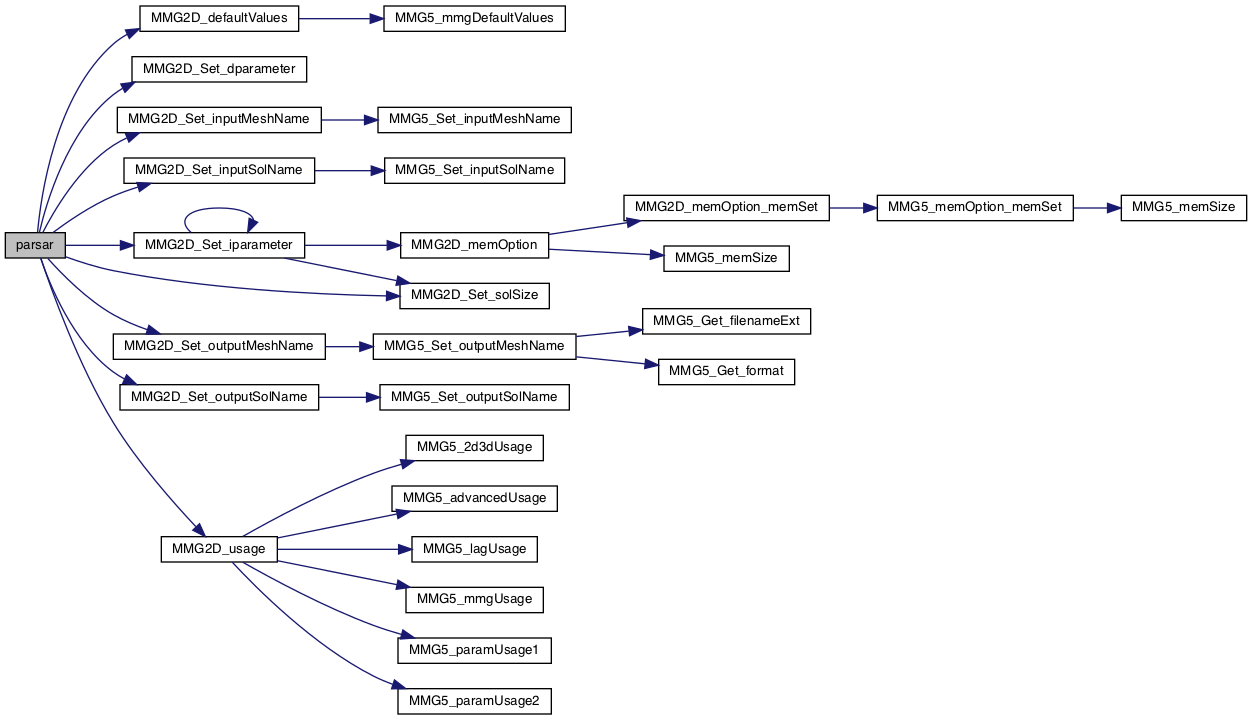 MMG2D_defaultValues
MMG5_mmgDefaultValues
MMG2D_Set_dparameter
MMG2D_Set_inputMeshName
MMG5_Set_inputMeshName
MMG2D_Set_inputSolName
MMG5_Set_inputSolName
MMG2D_memOption_memSet
MMG5_memOption_memSet
MMG5_memSize
parsar
MMG2D_Set_iparameter
MMG2D_memOption
MMG5_memSize
MMG2D_Set_solSize
MMG5_Get_filenameExt
MMG2D_Set_outputMeshName
MMG5_Set_outputMeshName
MMG5_Get_format
MMG2D_Set_outputSolName
MMG5_Set_outputSolName
MMG5_2d3dUsage
MMG5_advancedUsage
MMG2D_usage
MMG5_lagUsage
MMG5_mmgUsage
MMG5_paramUsage1
MMG5_paramUsage2